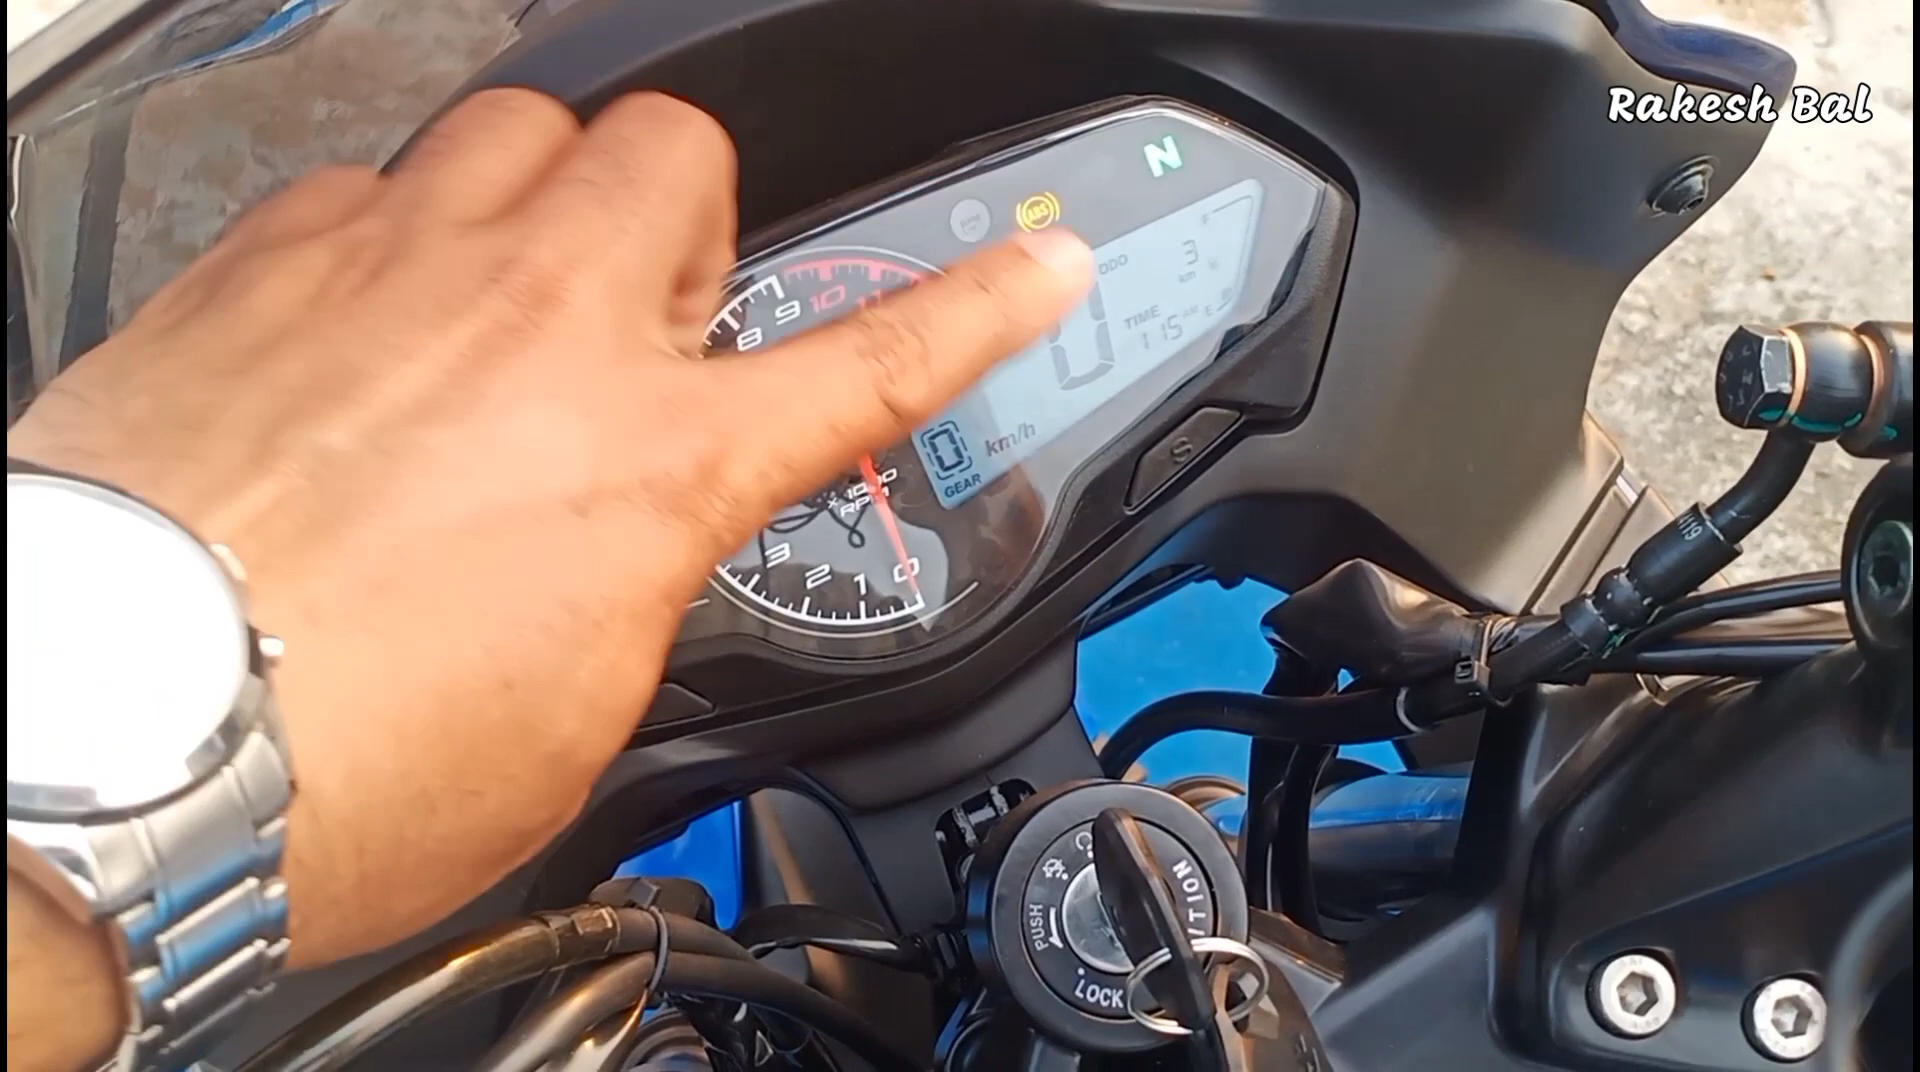 Rakesh Bal
N
ABS
ODO 3
km
F
TIME 1 15 AM E
8 9 10 11
0 km/h
GEAR
S
x1000
RPM
3 2 1 0
PUSH
LOCK